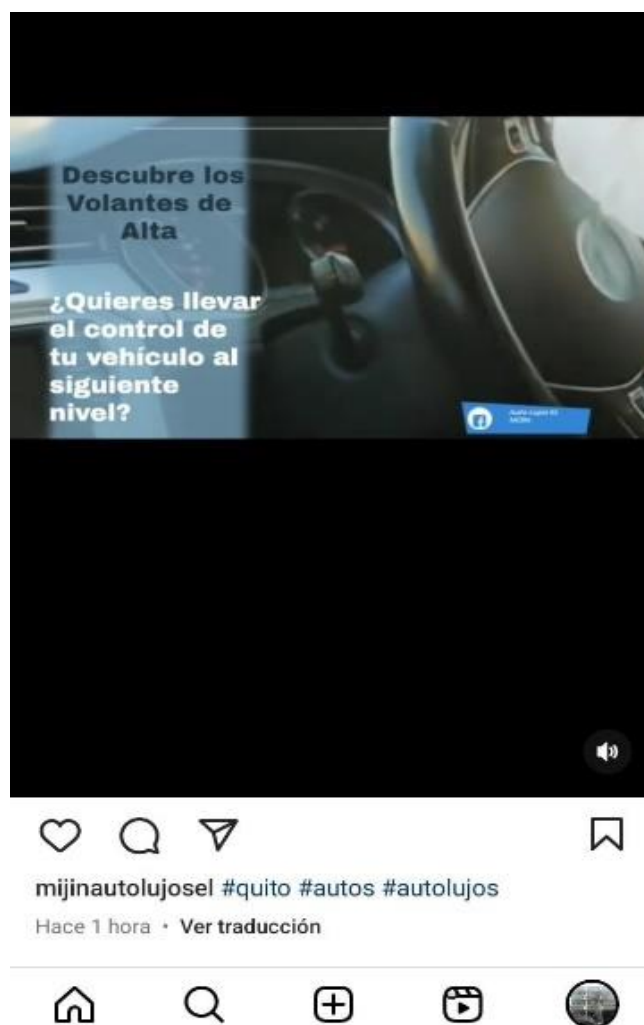 Descubre los
Volantes de
Alta
¿Quieres llevar
el control de
tu vehículo al
siguiente
nivel?
mijinautolujosel #quito #autos #autolujos
Hace 1 hora • Ver traducción